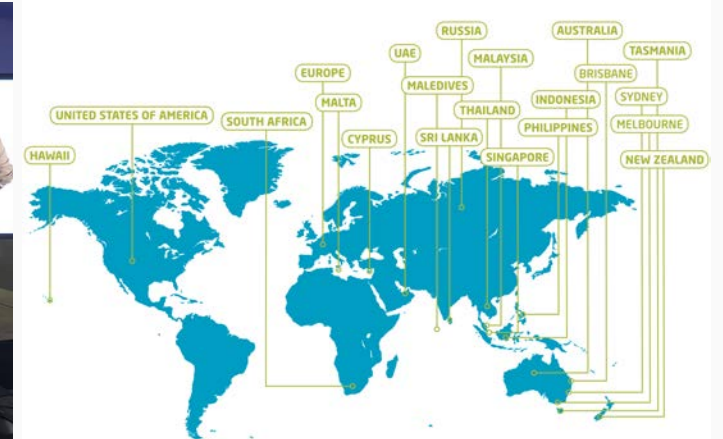 RUSSIA
AUSTRALIA
UAE
MALAYSIA
TASMANIA
EUROPE
MALEDIVES
BRISBANE
MALTA
THAILAND
INDONESIA
SYDNEY
UNITED STATES OF AMERICA
SOUTH AFRICA
CYPRUS
SRI LANKA
PHILIPPINES
MELBOURNE
HAWAII
SINGAPORE
NEW ZEALAND